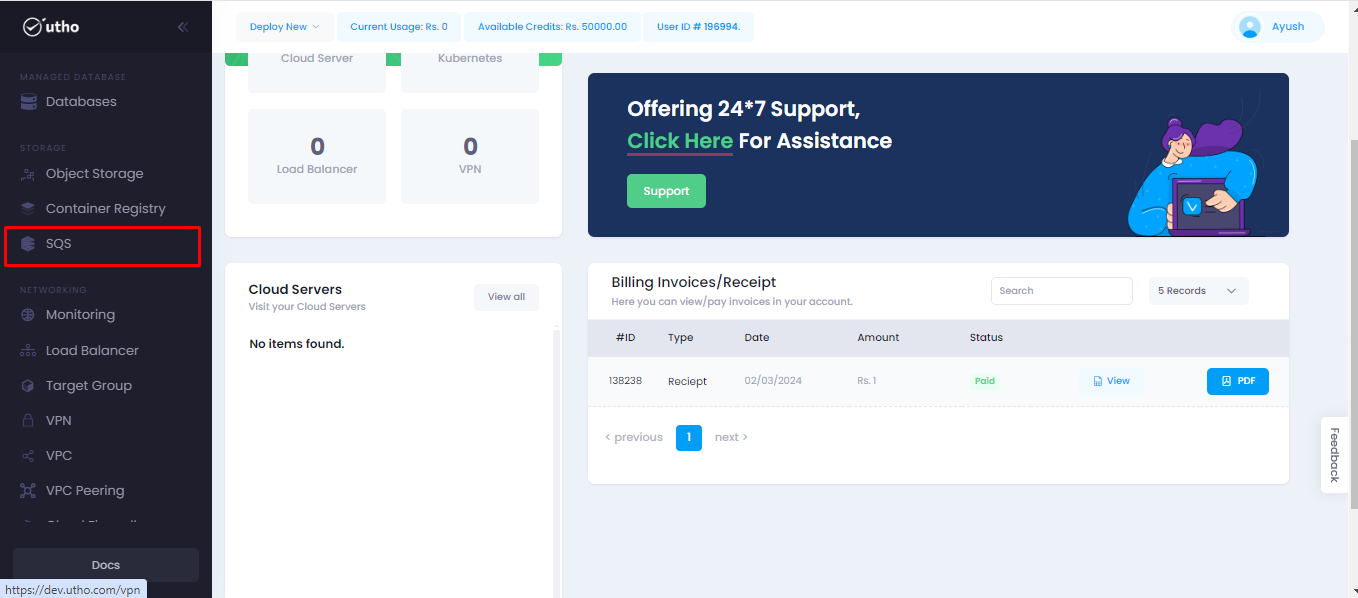 utho
Deploy New
Current Usage: Rs. 0
Available Credits: Rs. 50000.00
User ID # 196994.
Ayush
MANAGED DATABASE
Databases
STORAGE
Object Storage
Container Registry
SQS
NETWORKING
Monitoring
Load Balancer
Target Group
VPN
VPC
VPC Peering
Docs
https://dev.utho.com/vpn
Cloud Server
Kubernetes
0
Load Balancer
0
VPN
Offering 24*7 Support,
Click Here For Assistance
Support
Cloud Servers
Visit your Cloud Servers
View all
No items found.
Billing Invoices/Receipt
Here you can view/pay invoices in your account.
Search
5 Records
#ID Type Date Amount Status
138238 Reciept 02/03/2024 Rs. 1 Paid View PDF
< previous 1 next >
Feedback